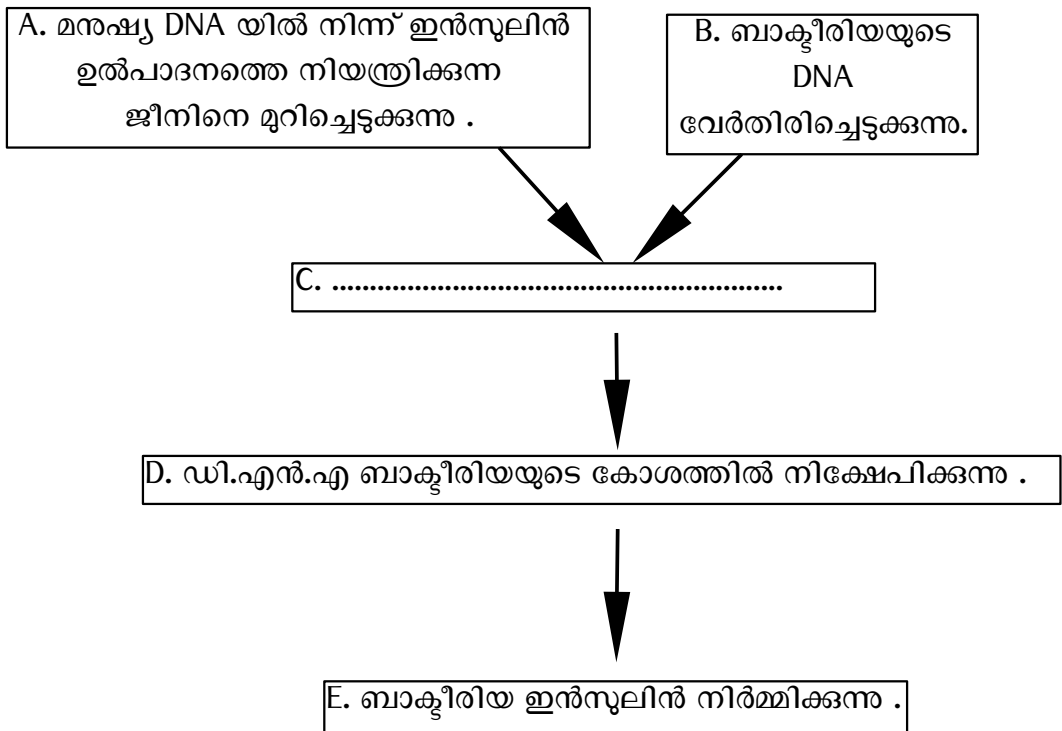 A. മനുഷ്യ DNA യിൽ നിന്ന് ഇൻസുലിൻ
ഉൽപാദനത്തെ നിയന്ത്രിക്കുന്ന
ജീനിനെ മുറിച്ചെടുക്കുന്നു .
B. ബാക്ടീരിയയുടെ
DNA
വേർതിരിച്ചെടുക്കുന്നു.
C. ............................................................
D. ഡി.എൻ.എ ബാക്ടീരിയയുടെ കോശത്തിൽ നിക്ഷേപിക്കുന്നു .
E. ബാക്ടീരിയ ഇൻസുലിൻ നിർമ്മിക്കുന്നു .